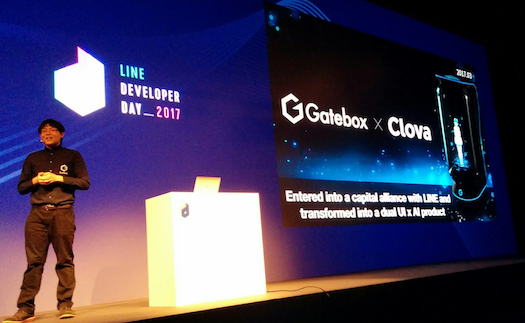 LINE
DEVELOPER
DAY_2017
2017.03
Gatebox × Clova
Entered into a capital alliance with LINE and
transformed into a dual UI x AI product